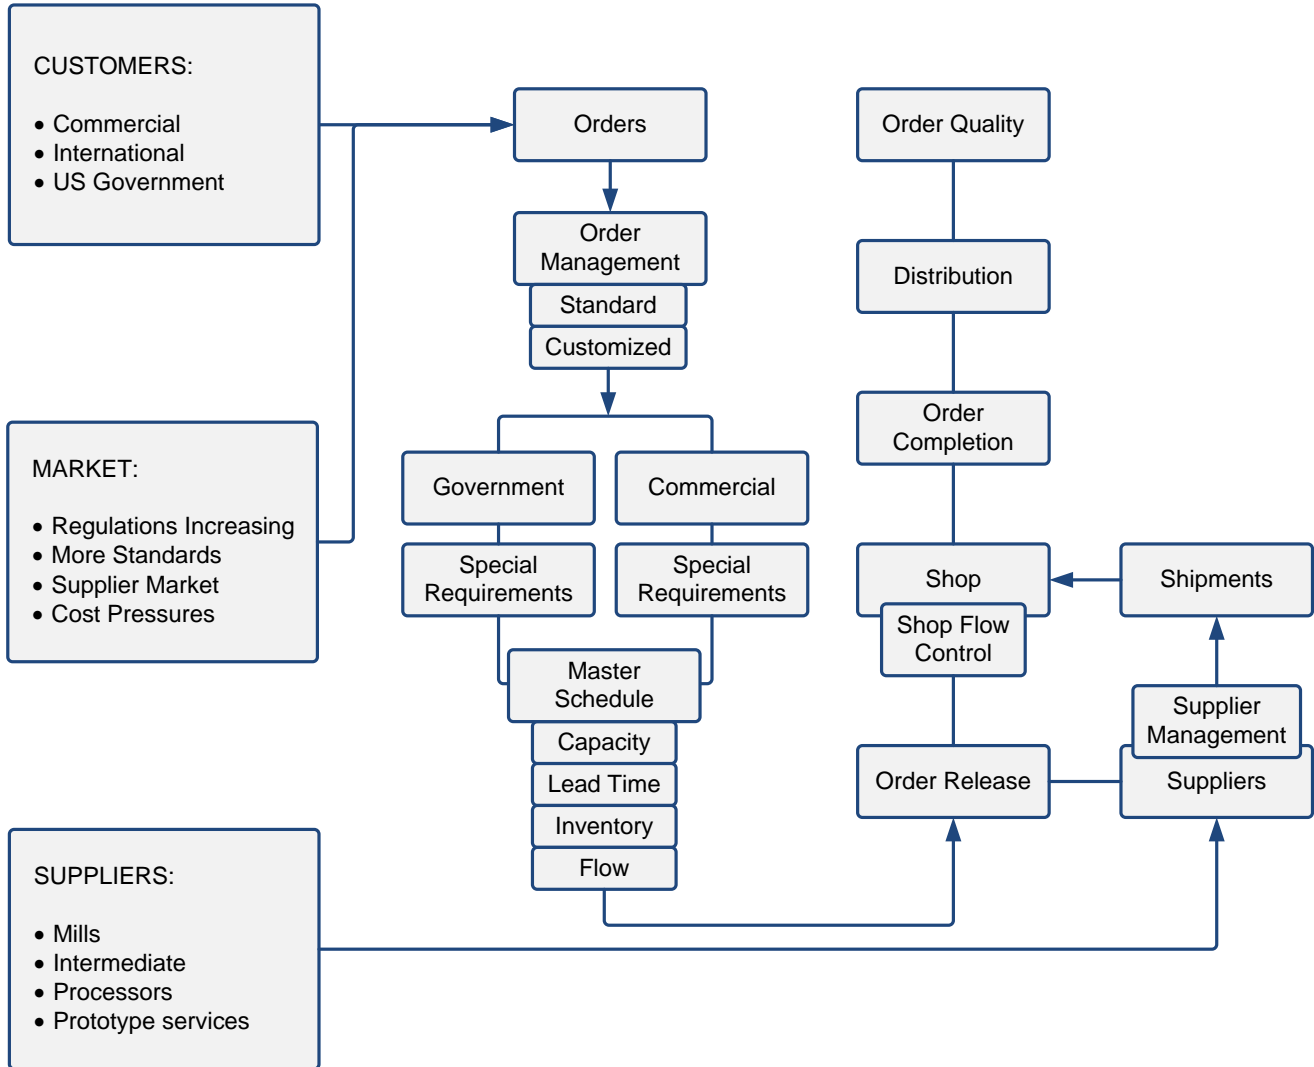 CUSTOMERS:
• Commercial
• International
• US Government
MARKET:
• Regulations Increasing
• More Standards
• Supplier Market
• Cost Pressures
SUPPLIERS:
• Mills
• Intermediate
• Processors
• Prototype services
Orders
Order
Management
Standard
Customized
Government
Commercial
Special
Requirements
Special
Requirements
Master
Schedule
Capacity
Lead Time
Inventory
Flow
Order Quality
Distribution
Order
Completion
Shop
Shop Flow
Control
Order Release
Shipments
Supplier
Management
Suppliers